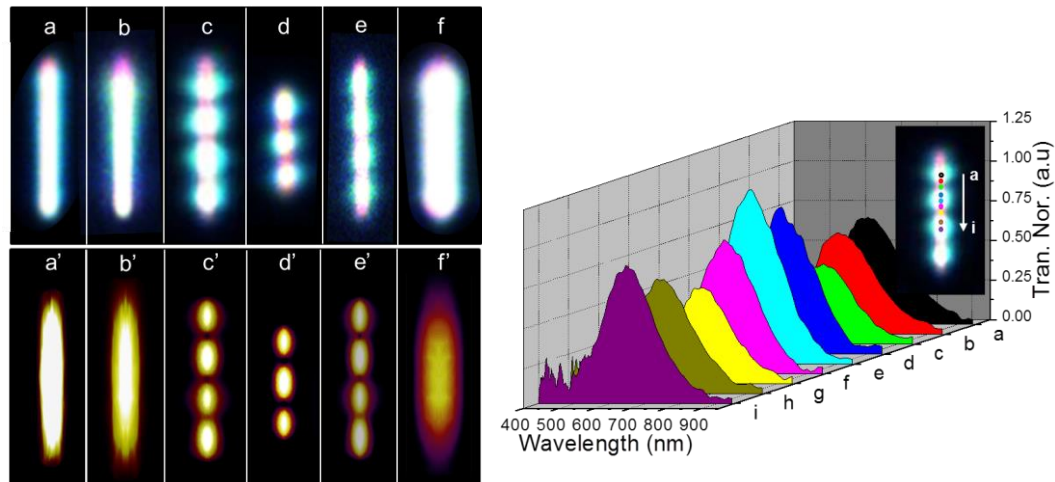 a b c d e f
a' b' c' d' e' f'
1.25
1.00
0.75
0.50
0.25
0.00
Tran. Nor. (a.u)
a
i
a
b
c
d
e
f
g
h
i
400 500 600 700 800 900
Wavelength (nm)